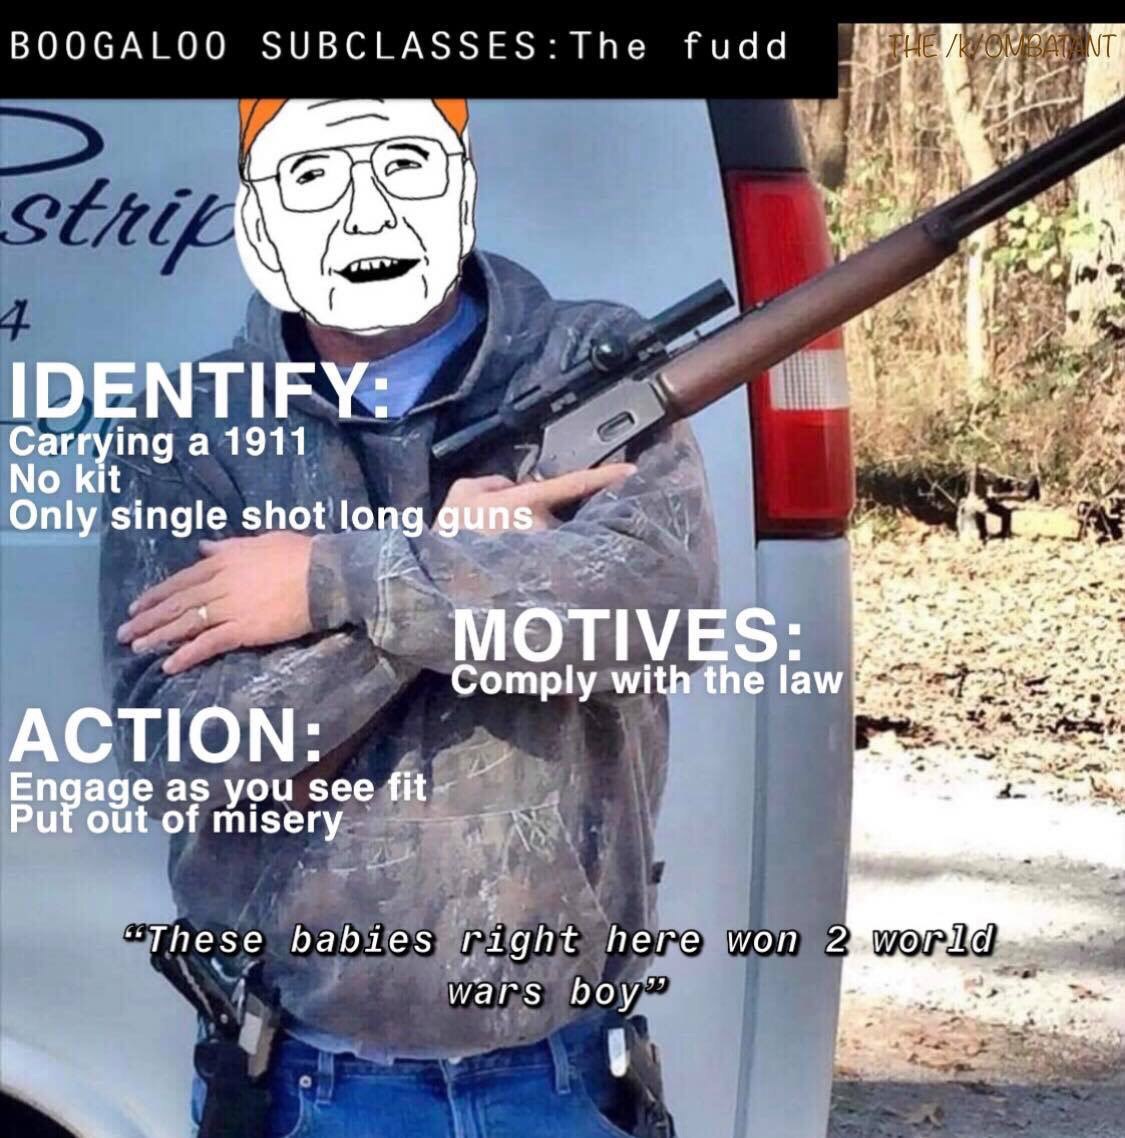 BOOGALOO SUBCLASSES:The fudd
THE /K/OMBATANT
strip
4
IDENTIFY:
Carrying a 1911
No kit
Only single shot long guns
MOTIVES:
Comply with the law
ACTION:
Engage as you see fit
Put out of misery
“These babies right here won 2 world
wars boy”